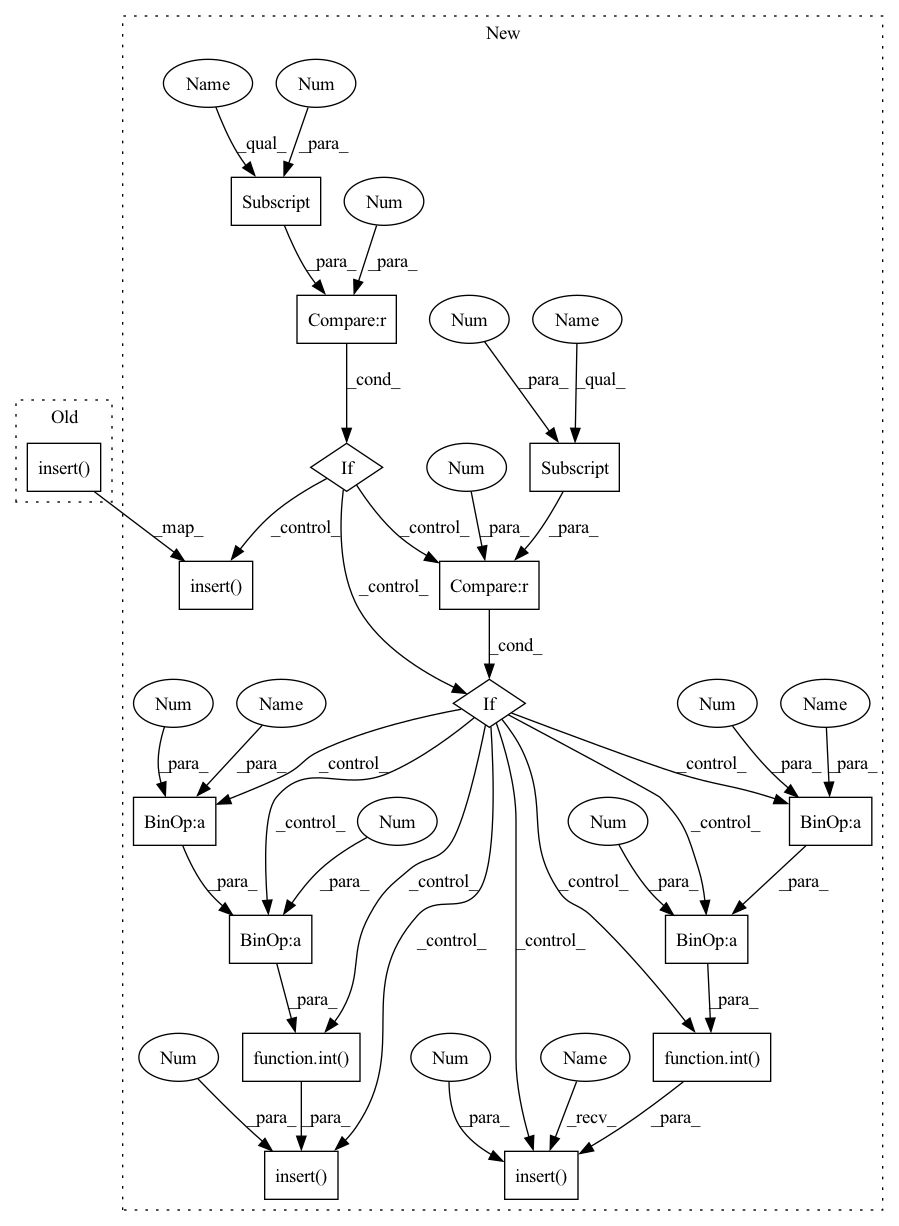 New
Name
Num
_qual_
_para_
Subscript
Num
_para_
_para_
Compare:r
Num
Name
_cond_
_para_
_qual_
Old
insert()
If
Num
Subscript
_map_
_control_
_control_
_para_
_para_
insert()
_control_
Compare:r
_cond_
Num
Name
If
Num
Name
_para_
_para_
_control_
_control_
_para_
_para_
BinOp:a
Num
Num
BinOp:a
_control_
_control_
_para_
_para_
_control_
_control_
_para_
_para_
BinOp:a
_control_
_control_
BinOp:a
_para_
_para_
Num
function.int()
Num
Name
function.int()
_para_
_para_
_para_
_recv_
_para_
insert()
insert()